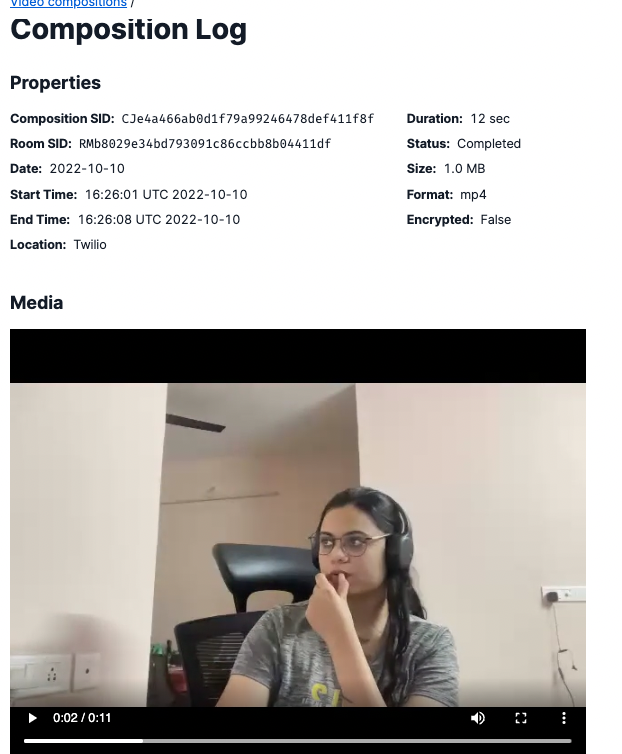 Video compositions /
Composition Log
Properties
Composition SID: CJe4a466ab0d1f79a99246478def411f8f
Duration: 12 sec
Room SID: RMb8029e34bd793091c86ccbb8b04411df
Status: Completed
Date: 2022-10-10
Size: 1.0 MB
Start Time: 16:26:01 UTC 2022-10-10
Format: mp4
End Time: 16:26:08 UTC 2022-10-10
Encrypted: False
Location: Twilio
Media
0:02 / 0:11